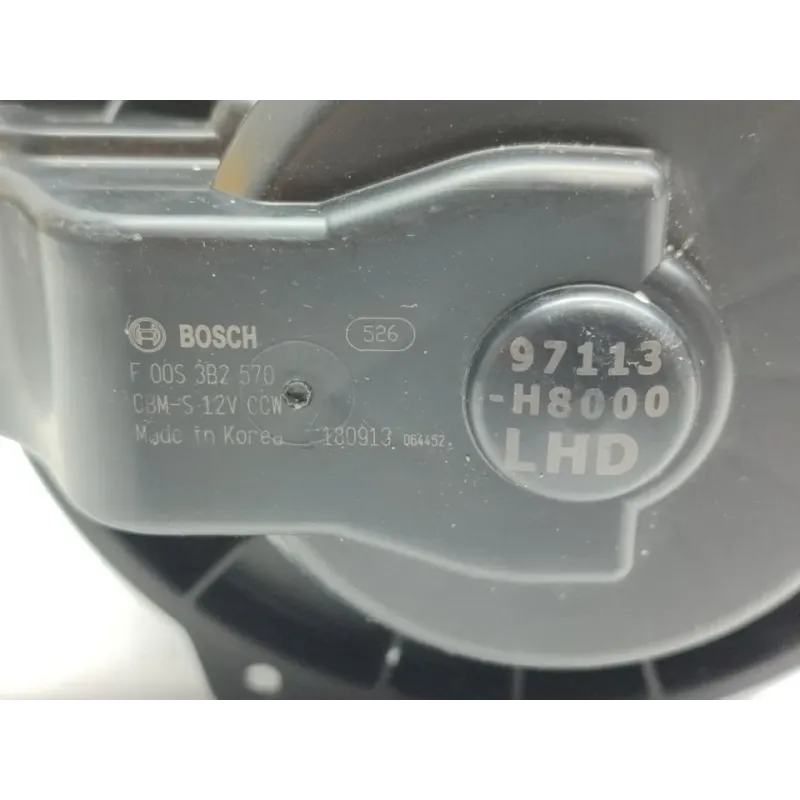 BOSCH
526
F 00S 3B2 570
CBM-S 12V CCW
Made in Korea 180913 064452
97113
-H8000
LHD